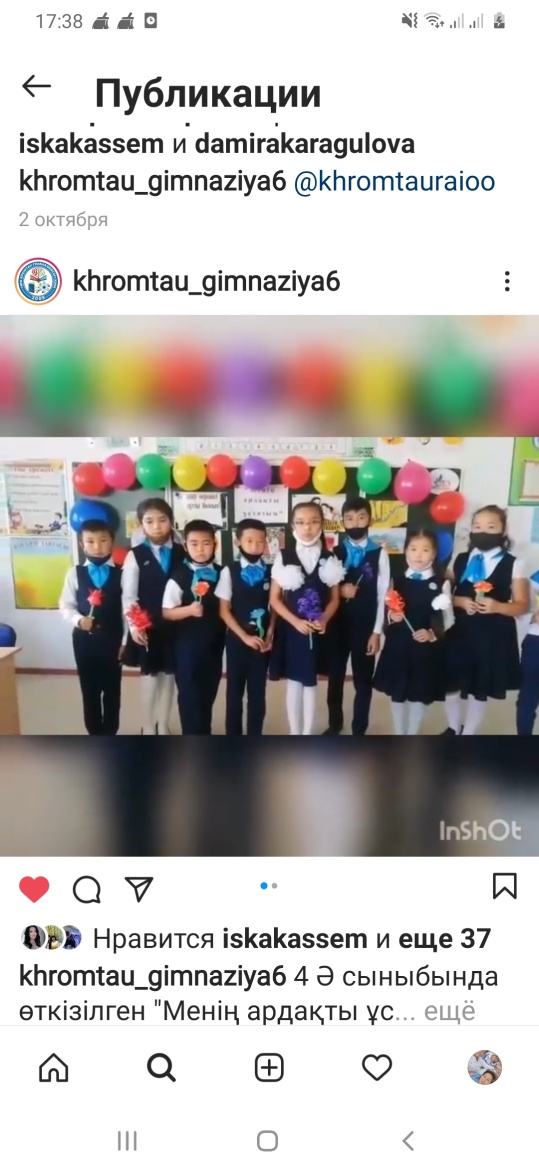 17:38
Публикации
iskakassem и damirakaragulova
khromtau_gimnaziya6 @khromtauraioo
2 октября
khromtau_gimnaziya6
InShOt
Нравится iskakassem и еще 37
khromtau_gimnaziya6 4 Ә сыныбында
өткізілген "Менің ардақты ұс... ещё